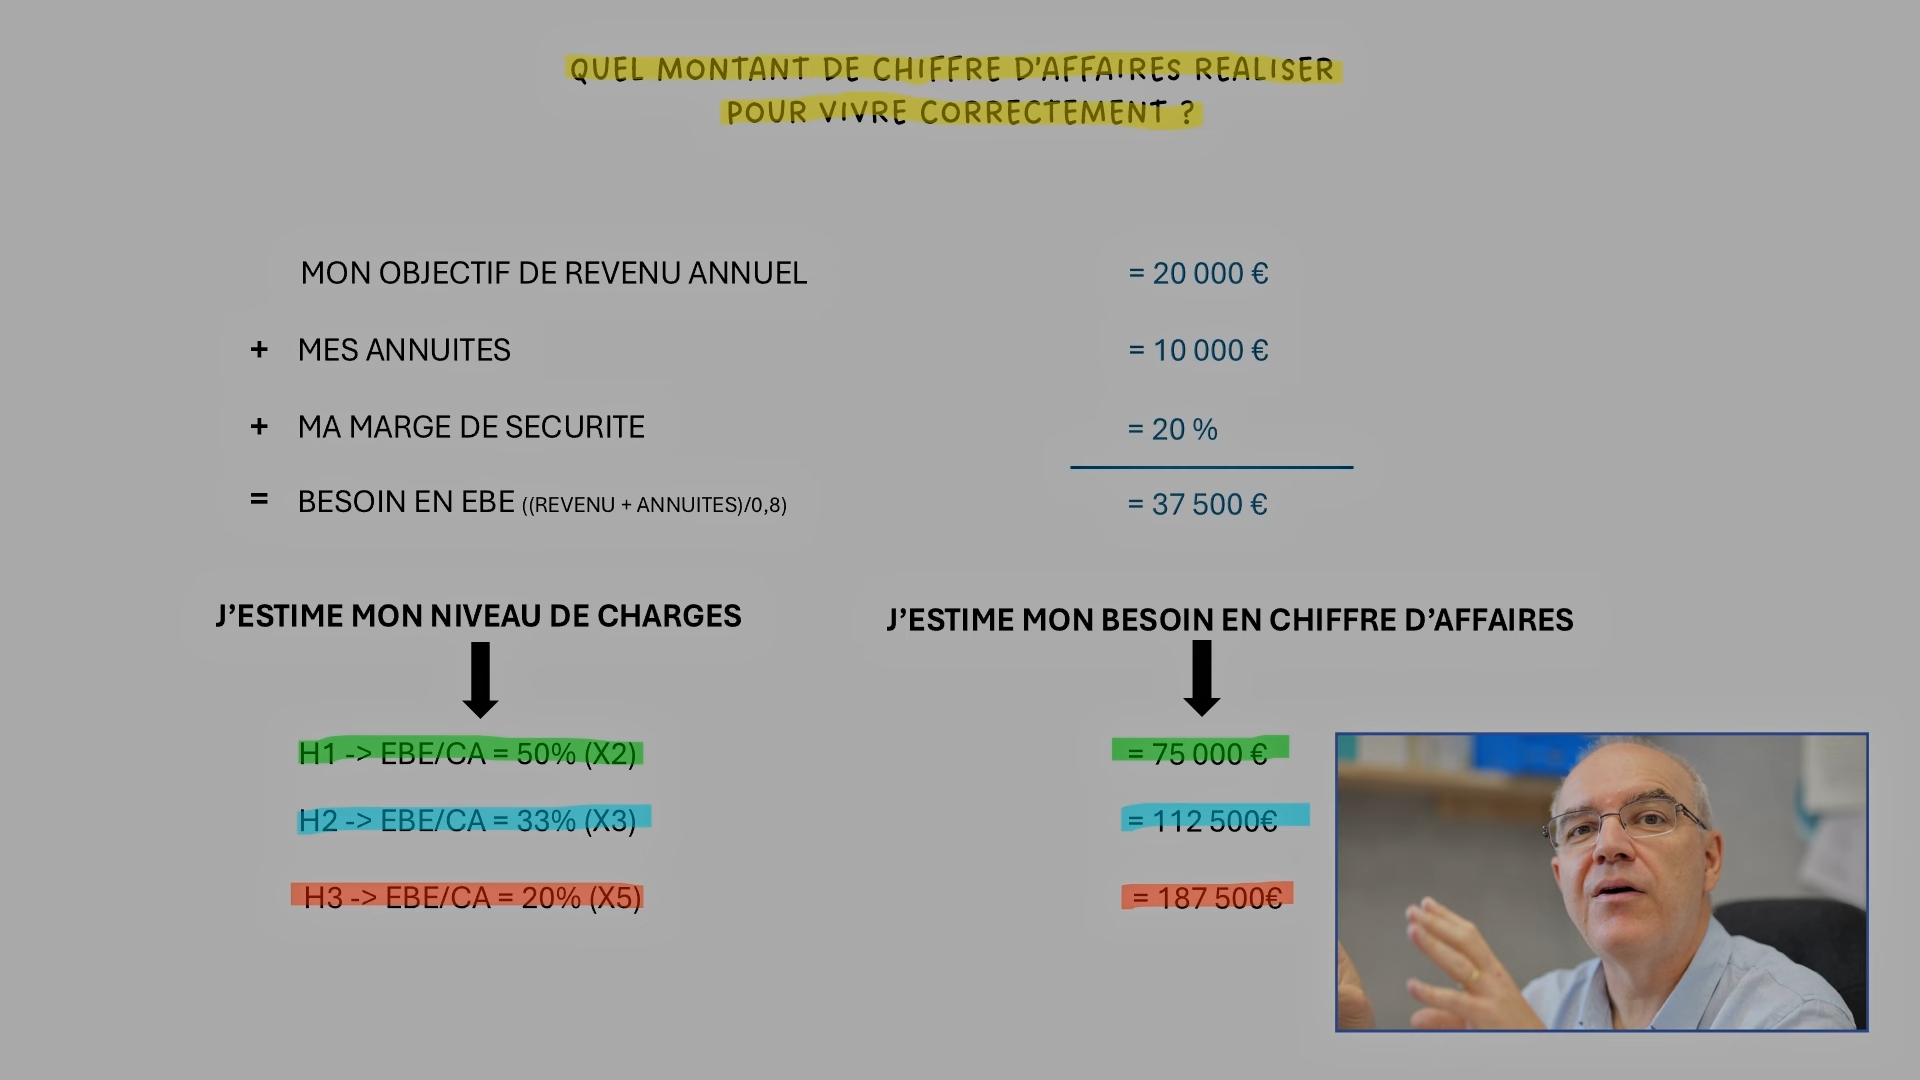 QUEL MONTANT DE CHIFFRE D'AFFAIRES REALISER
POUR VIVRE CORRECTEMENT ?
MON OBJECTIF DE REVENU ANNUEL = 20 000 €
+ MES ANNUITES = 10 000 €
+ MA MARGE DE SECURITE = 20 %
= BESOIN EN EBE ((REVENU + ANNUITES)/0,8) = 37 500 €
J'ESTIME MON NIVEAU DE CHARGES
J'ESTIME MON BESOIN EN CHIFFRE D'AFFAIRES
H1 -> EBE/CA = 50% (X2) = 75 000 €
H2 -> EBE/CA = 33% (X3) = 112 500€
H3 -> EBE/CA = 20% (X5) = 187 500€